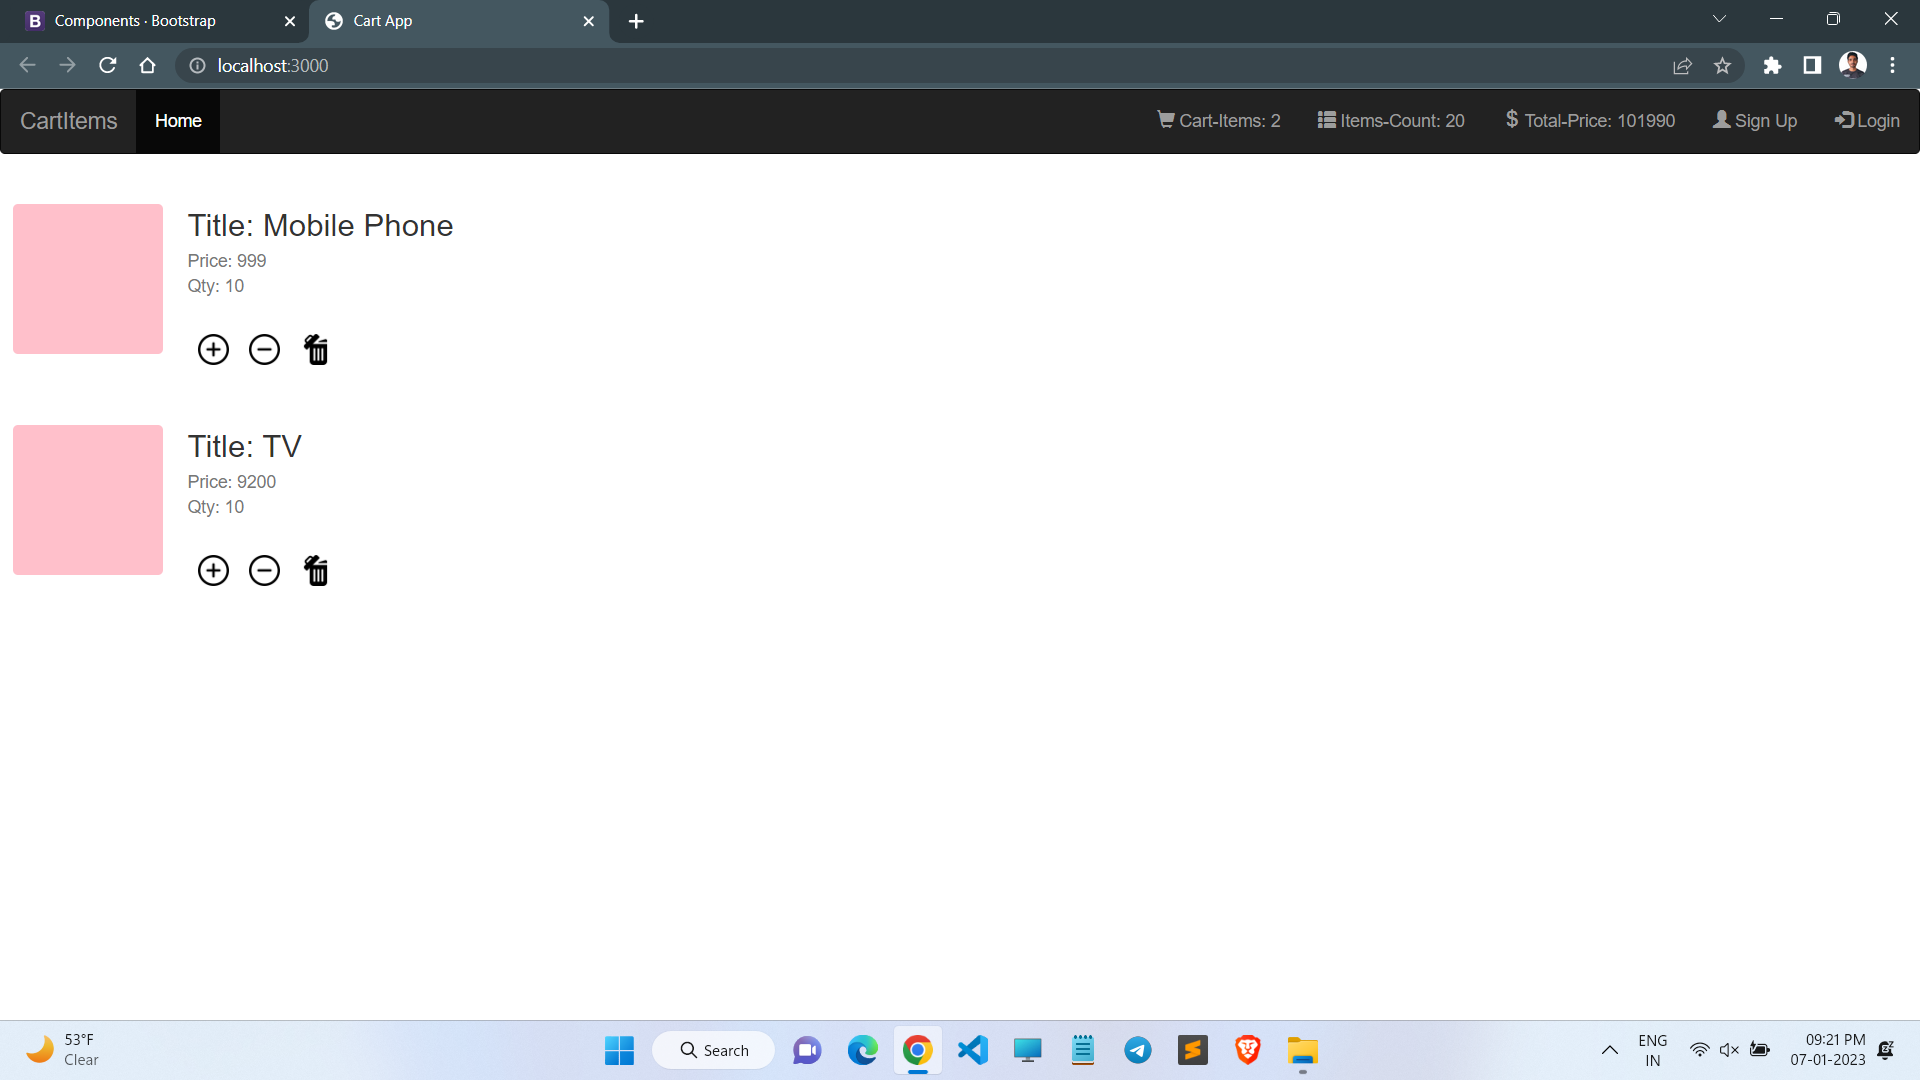 Components · Bootstrap
Cart App
localhost:3000
CartItems
Home
Cart-Items: 2
Items-Count: 20
$ Total-Price: 101990
Sign Up
Login
Title: Mobile Phone
Price: 999
Qty: 10
Title: TV
Price: 9200
Qty: 10
53°F
Clear
Search
ENG
IN
09:21 PM
07-01-2023